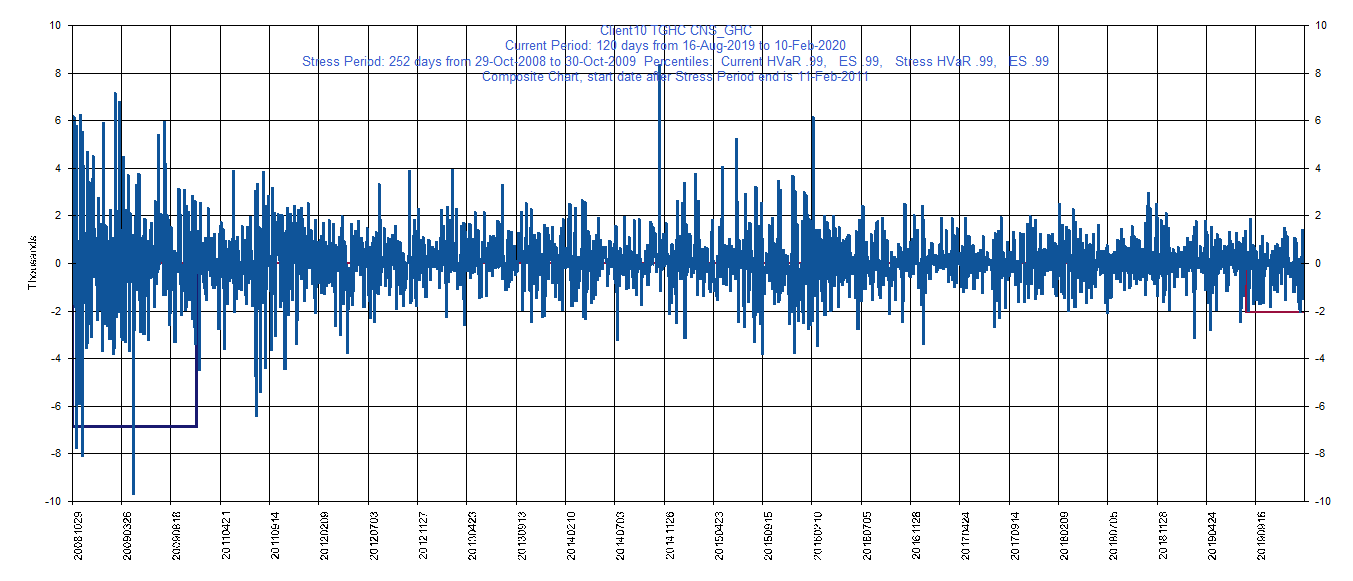 Client10 TGHC CNS_GHC
Current Period: 120 days from 16-Aug-2019 to 10-Feb-2020
Stress Period: 252 days from 29-Oct-2008 to 30-Oct-2009 Percentiles: Current HVaR .99, ES .99, Stress HVaR .99, ES .99
Composite Chart, start date after Stress Period end is 11-Feb-2011
10 10
8 8
6 6
4 4
2 2
0 0
-2 -2
-4 -4
-6 -6
-8 -8
-10 -10
Thousands
20081029 20090326 20090818 20110421 20110914 20120209 20120703 20121127 20130423 20130913 20140210 20140703 20141126 20150423 20150915 20160210 20160705 20161128 20170424 20170914 20180209 20180705 20181128 20190424 20190916